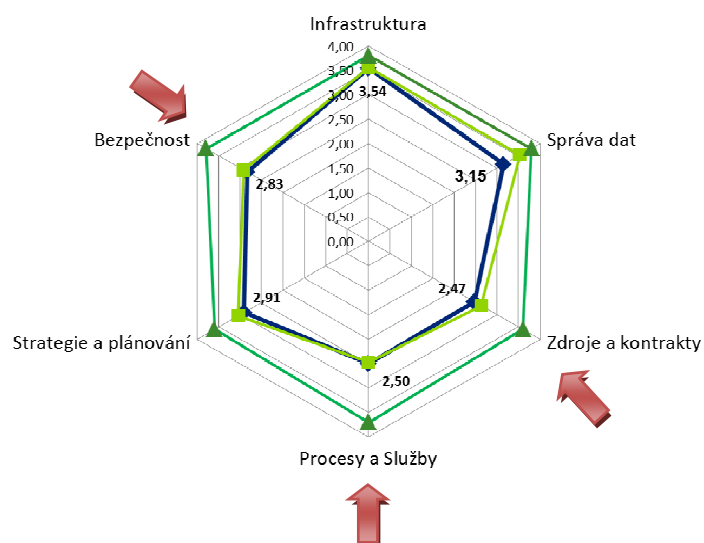 Infrastruktura
4,00
3,50
3,00
2,50
2,00
1,50
1,00
0,50
0,00
3,54
Bezpečnost
Správa dat
2,83
3,15
2,91
2,47
Strategie a plánování
Zdroje a kontrakty
2,50
Procesy a Služby